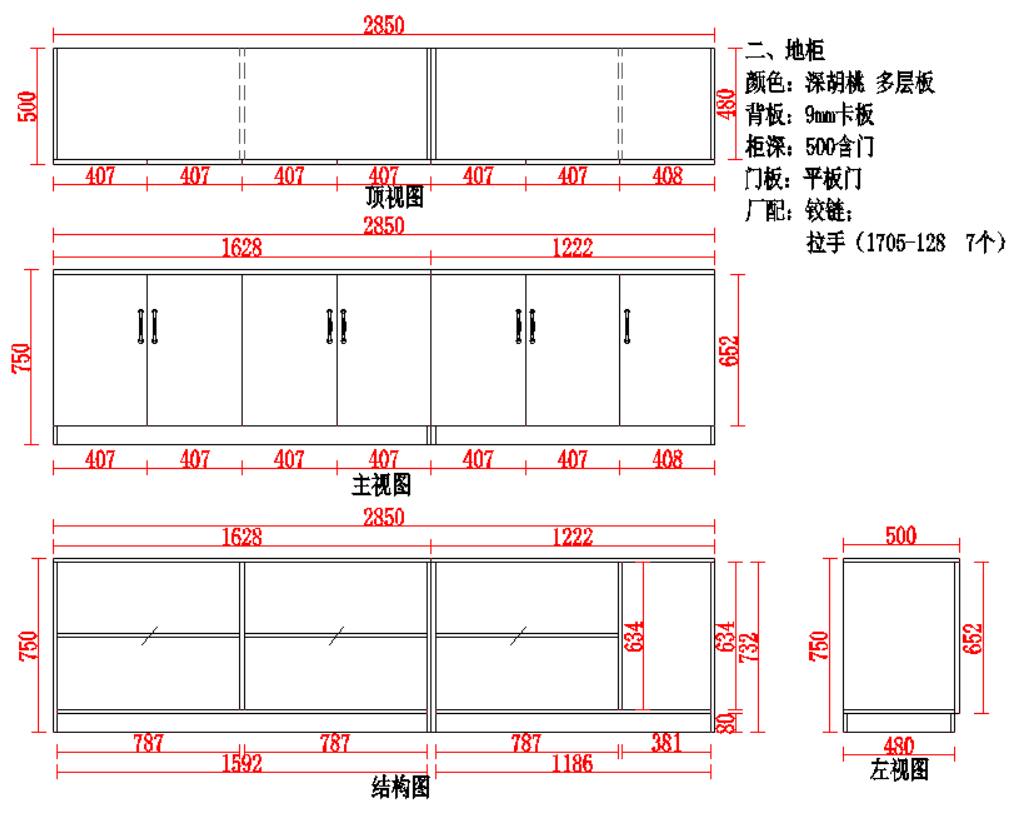 2850
500
480
407 407 407 407 407 407 408
顶视图
二、地柜
颜色：深胡桃 多层板
背板：9mm卡板
柜深：500含门
门板：平板门
厂配：铰链；
拉手（1705-128 7个）
2850
1628 1222
750
652
407 407 407 407 407 407 408
主视图
2850
1628 1222
750
634
634
732
80
787 787 787 381
1592 1186
结构图
500
750
652
480
左视图